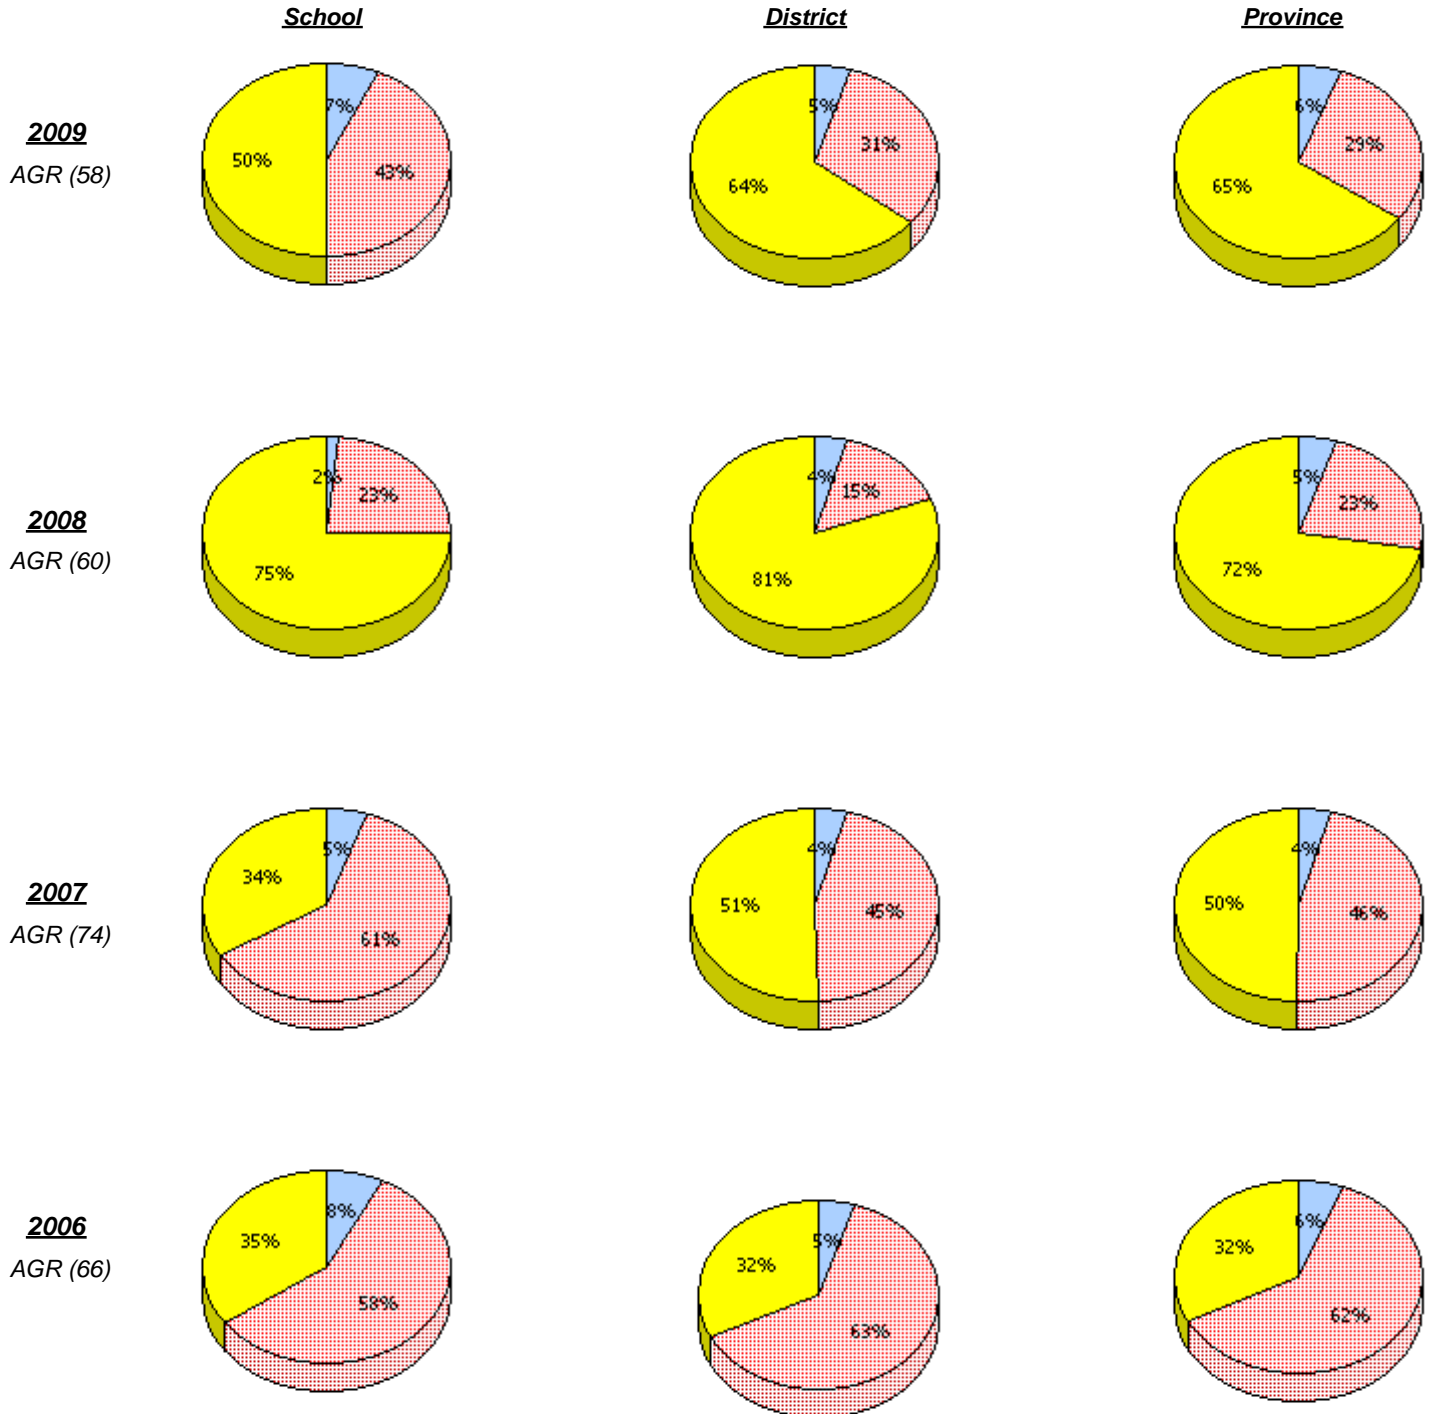 School District Province
7% 5% 6%
2009
50% 43% 64% 31% 65% 29%
AGR (58)
2% 23% 4% 15% 5% 23%
2008
AGR (60)
75% 81% 72%
5% 4% 4%
2007
34% 61% 51% 45% 50% 46%
AGR (74)
8% 5% 6%
2006
35% 58% 32% 63% 32% 62%
AGR (66)